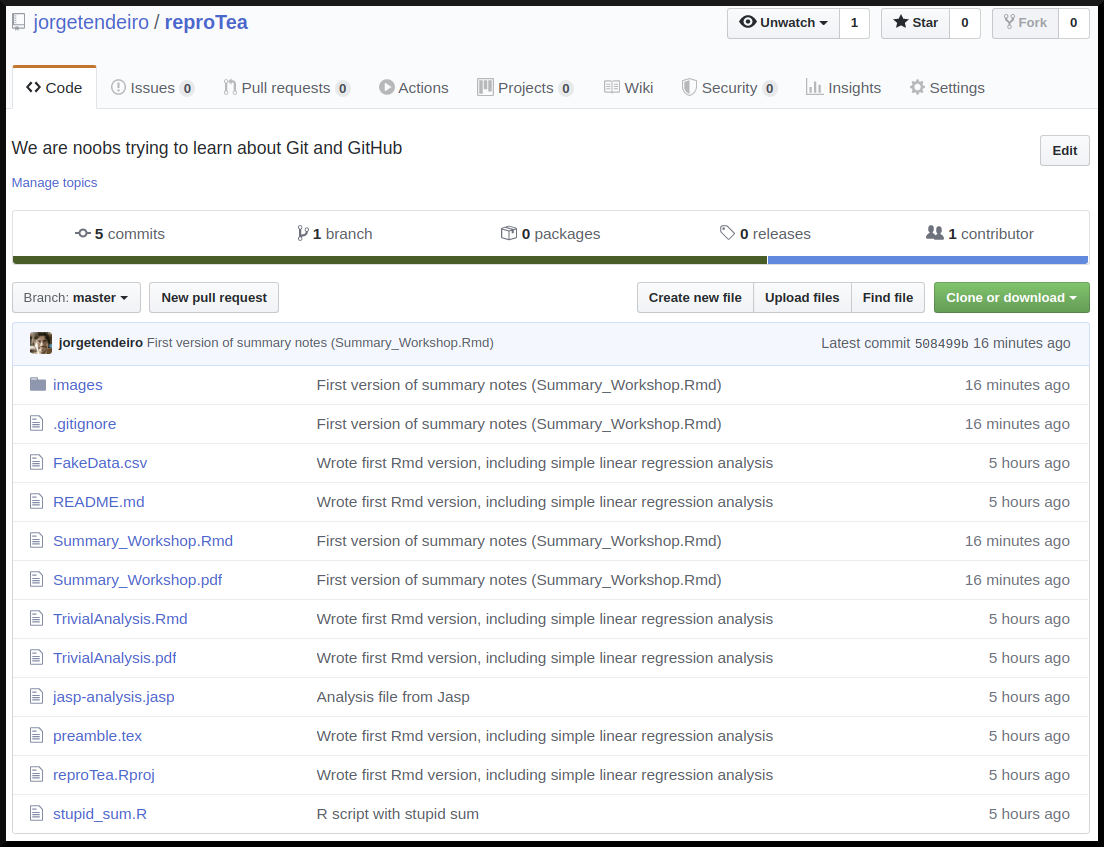 jorgetendeiro / reproTea Unwatch 1 Star 0 Fork 0
Code Issues 0 Pull requests 0 Actions Projects 0 Wiki Security 0 Insights Settings
We are noobs trying to learn about Git and GitHub Edit
Manage topics
5 commits 1 branch 0 packages 0 releases 1 contributor
Branch: master New pull request Create new file Upload files Find file Clone or download
jorgetendeiro First version of summary notes (Summary_Workshop.Rmd) Latest commit 508499b 16 minutes ago
images First version of summary notes (Summary_Workshop.Rmd) 16 minutes ago
.gitignore First version of summary notes (Summary_Workshop.Rmd) 16 minutes ago
FakeData.csv Wrote first Rmd version, including simple linear regression analysis 5 hours ago
README.md Wrote first Rmd version, including simple linear regression analysis 5 hours ago
Summary_Workshop.Rmd First version of summary notes (Summary_Workshop.Rmd) 16 minutes ago
Summary_Workshop.pdf First version of summary notes (Summary_Workshop.Rmd) 16 minutes ago
TrivialAnalysis.Rmd Wrote first Rmd version, including simple linear regression analysis 5 hours ago
TrivialAnalysis.pdf Wrote first Rmd version, including simple linear regression analysis 5 hours ago
jasp-analysis.jasp Analysis file from Jasp 5 hours ago
preamble.tex Wrote first Rmd version, including simple linear regression analysis 5 hours ago
reproTea.Rproj Wrote first Rmd version, including simple linear regression analysis 5 hours ago
stupid_sum.R R script with stupid sum 5 hours ago